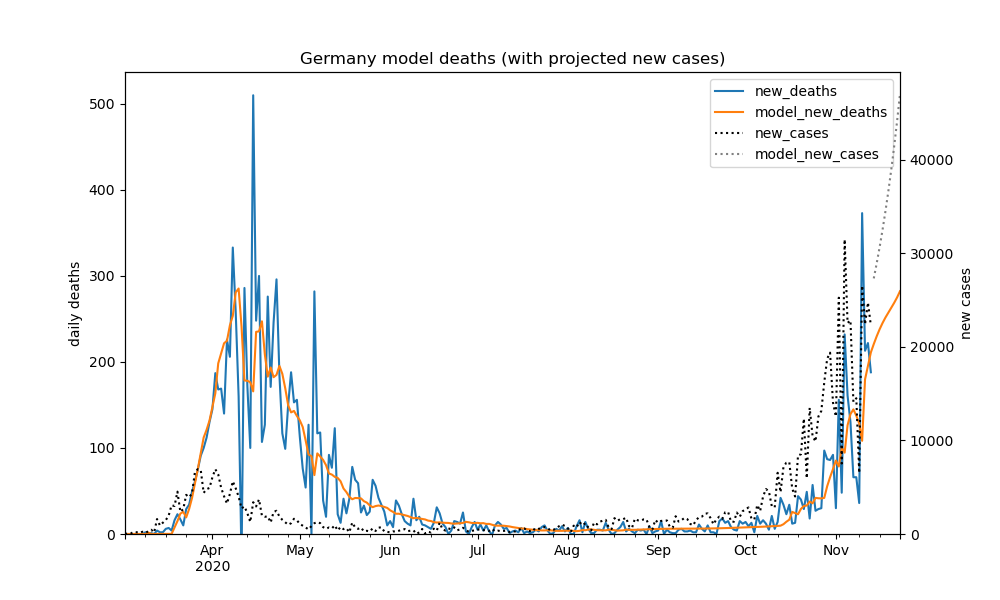 Germany model deaths (with projected new cases)
new_deaths
model_new_deaths
new_cases
model_new_cases
daily deaths
500
400
300
200
100
0
new cases
40000
30000
20000
10000
0
Apr
2020
May
Jun
Jul
Aug
Sep
Oct
Nov